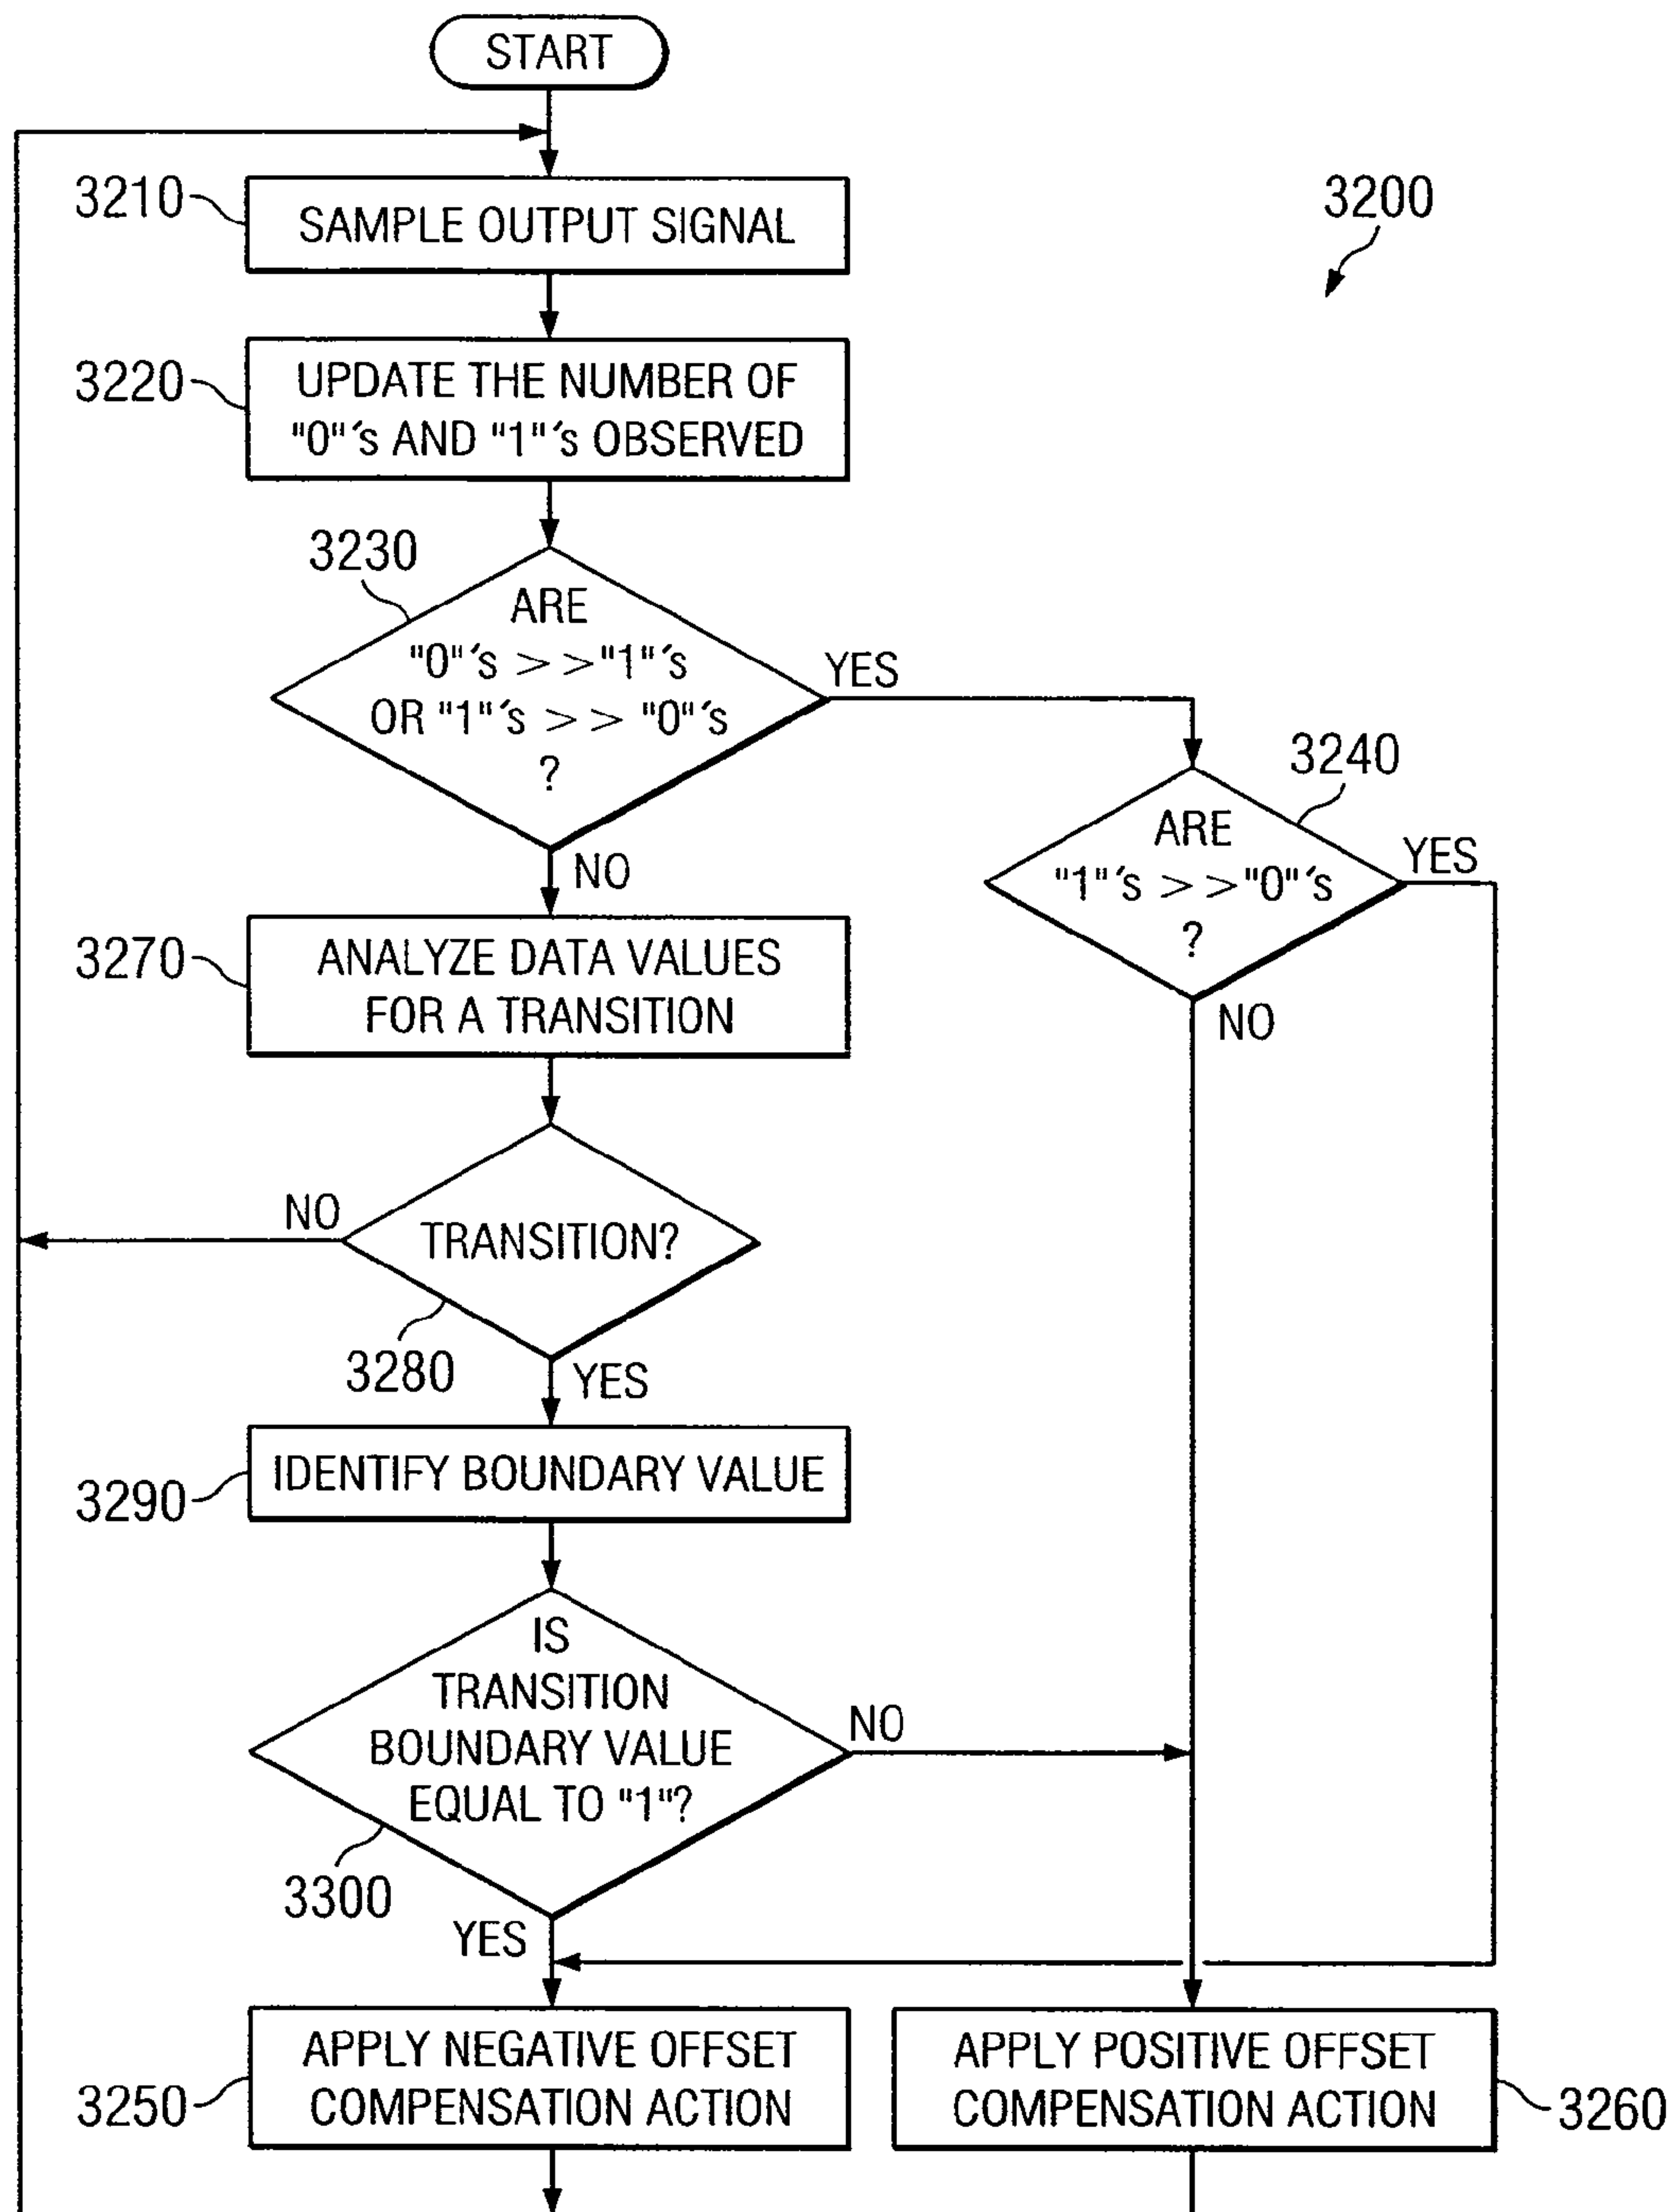 START
3210
SAMPLE OUTPUT SIGNAL
3200
3220
UPDATE THE NUMBER OF
"0"'s AND "1"'s OBSERVED
3230
ARE
"0"'s >>"1"'s
OR "1"'s >> "0"'s
?
YES
NO
3240
ARE
"1"'s >>"0"'s
?
YES
NO
3270
ANALYZE DATA VALUES
FOR A TRANSITION
NO
TRANSITION?
3280
YES
3290
IDENTIFY BOUNDARY VALUE
IS
TRANSITION
BOUNDARY VALUE
EQUAL TO "1"?
NO
3300
YES
3250
APPLY NEGATIVE OFFSET
COMPENSATION ACTION
APPLY POSITIVE OFFSET
COMPENSATION ACTION
3260